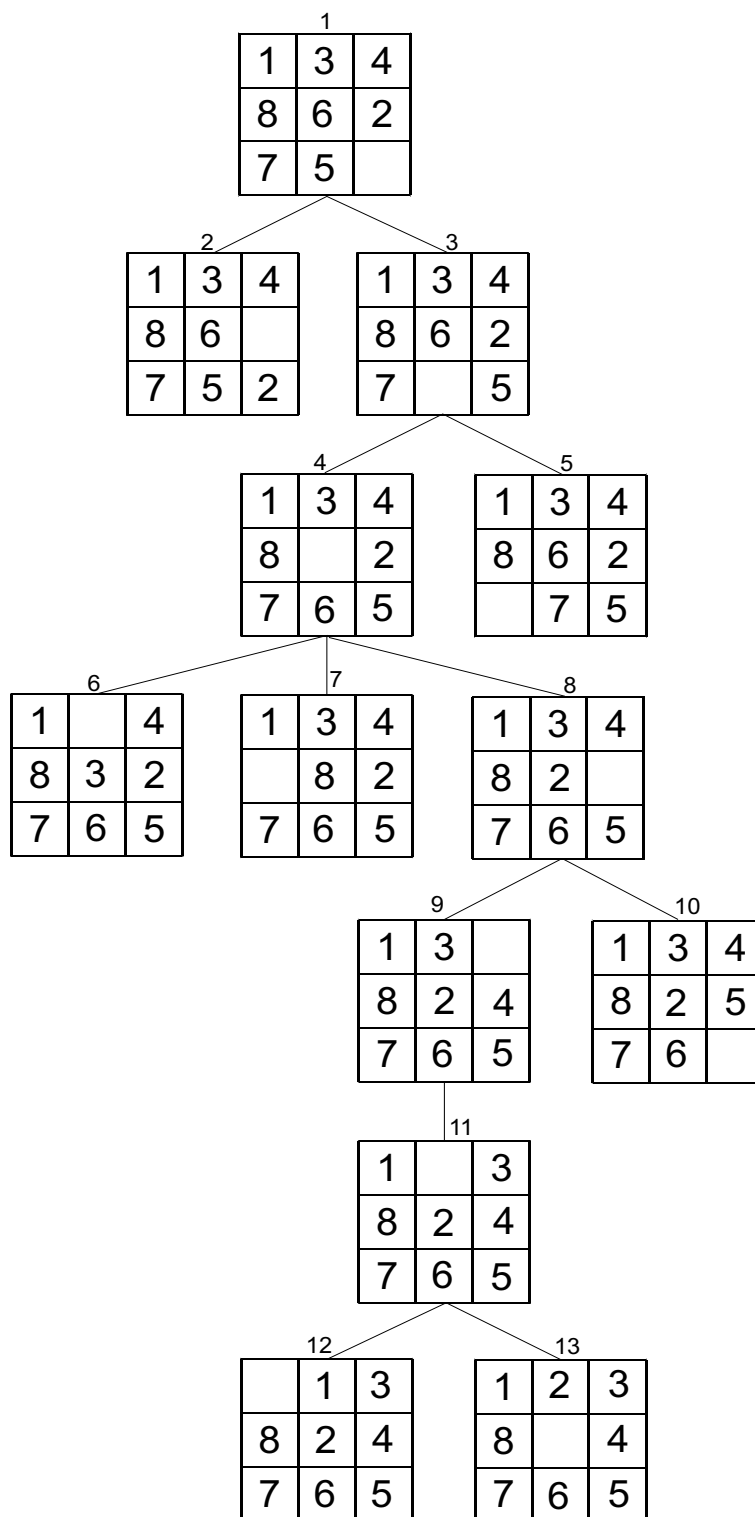 1
1 3 4
8 6 2
7 5
2 3
1 3 4 1 3 4
8 6 8 6 2
7 5 2 7 5
4 5
1 3 4 1 3 4
8 2 8 6 2
7 6 5 7 5
6 7 8
1 4 1 3 4 1 3 4
8 3 2 8 2 8 2
7 6 5 7 6 5 7 6 5
9 10
1 3 1 3 4
8 2 4 8 2 5
7 6 5 7 6
11
1 3
8 2 4
7 6 5
12 13
1 3 1 2 3
8 2 4 8 4
7 6 5 7 6 5